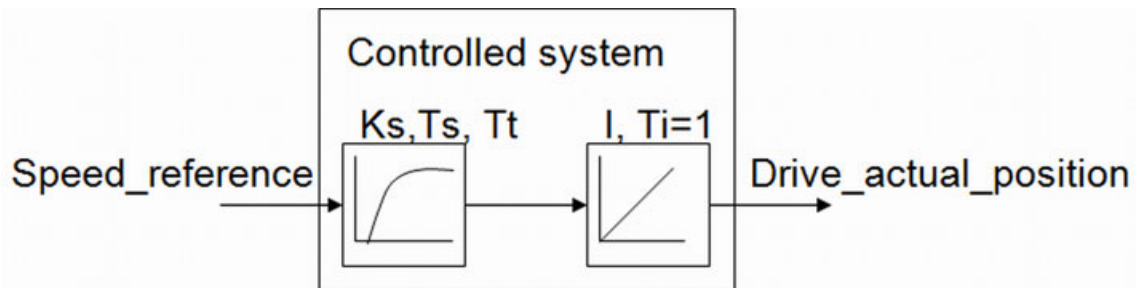 Controlled system
Ks,Ts, Tt
I, Ti=1
Speed_reference
Drive_actual_position